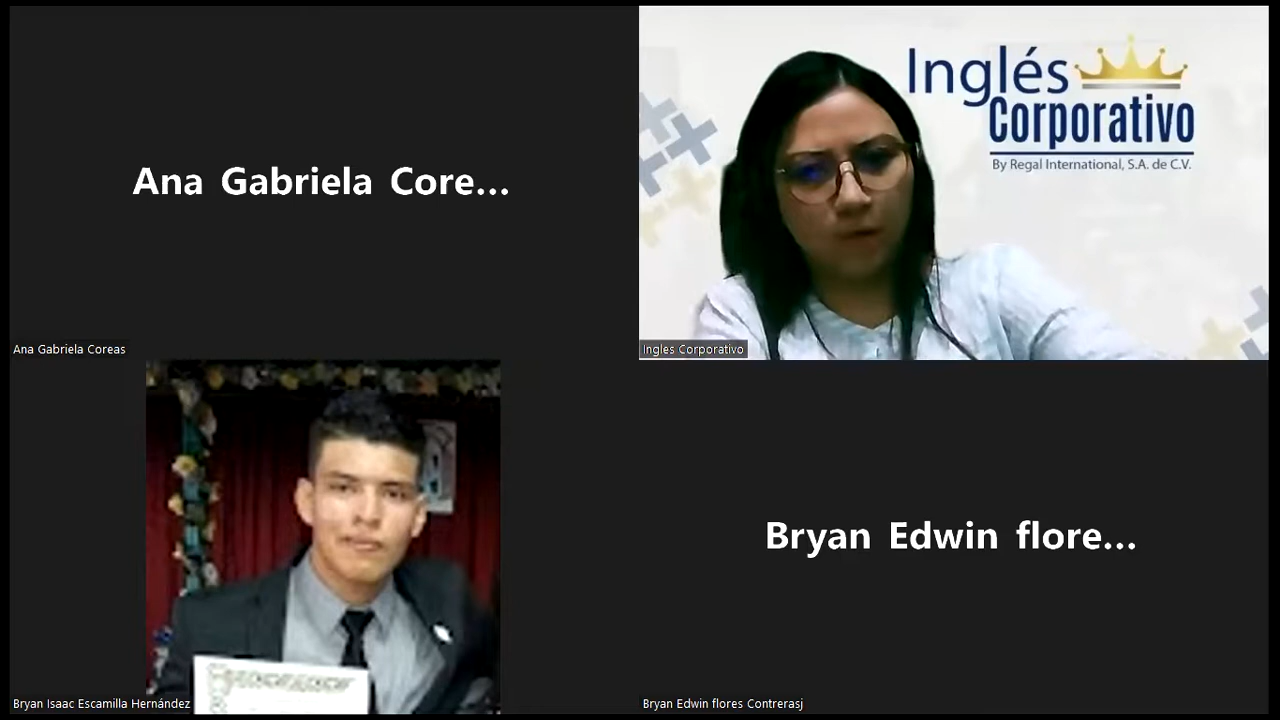 Ana Gabriela Core...
Ana Gabriela Coreas
Inglés
Corporativo
By Regal International, S.A. de C.V.
Ingles Corporativo
Bryan Isaac Escamilla Hernández
Bryan Edwin flore...
Bryan Edwin flores Contrerasj